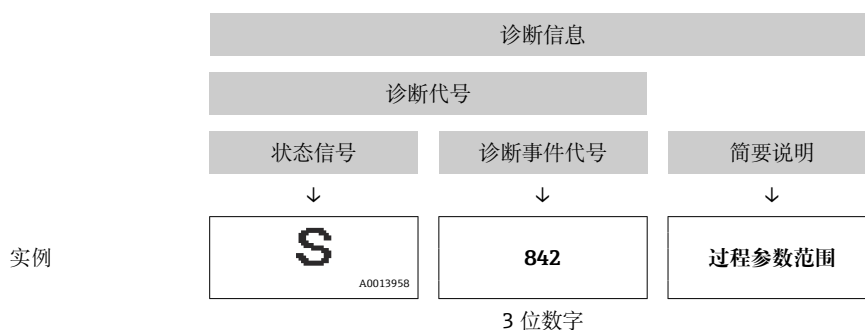 诊断信息
诊断代号
状态信号 诊断事件代号 简要说明
↓ ↓ ↓
实例 S 842 过程参数范围
A0013958
3 位数字